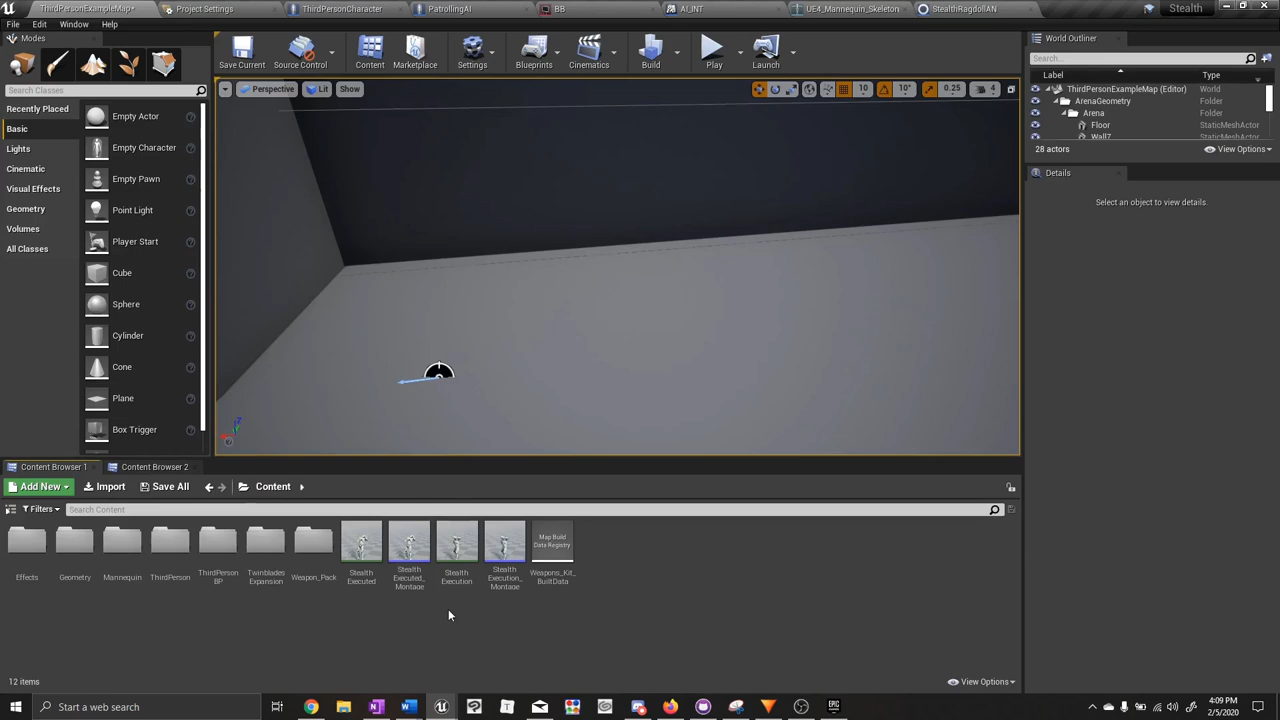 ThirdPersonExampleMap* Project Settings ThirdPersonCharacter PatrollingAI BB AI_INT UE4_Mannequin_Skeleton StealthRagdollAN Stealth
File Edit Window Help
Modes
Search Classes
Recently Placed
Basic
Lights
Cinematic
Visual Effects
Geometry
Volumes
All Classes
Empty Actor
Empty Character
Empty Pawn
Point Light
Player Start
Cube
Sphere
Cylinder
Cone
Plane
Box Trigger
Save Current Source Control Content Marketplace Settings Blueprints Cinematics Build Play Launch
Perspective Lit Show 10 10° 0.25 4
World Outliner
Search...
Label Type
ThirdPersonExampleMap (Editor) World
ArenaGeometry Folder
Arena Folder
Floor StaticMeshActor
Wall7 StaticMeshActor
28 actors View Options
Details
Select an object to view details.
Content Browser 1 Content Browser 2
Add New Import Save All Content
Filters Search Content
Effects
Geometry
Mannequin
ThirdPerson
ThirdPerson
BP
Twinblades
Expansion
Weapon_Pack
Stealth
Executed
Stealth
Executed_
Montage
Stealth
Execution
Stealth
Execution_
Montage
Map Build
Data Registry
Weapons_Kit_
BuiltData
12 items View Options
Start a web search
4:09 PM
2/5/2020